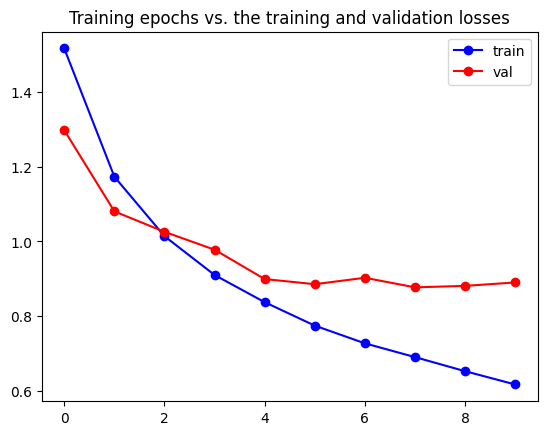 Training epochs vs. the training and validation losses
train
val
1.4
1.2
1.0
0.8
0.6
0 2 4 6 8